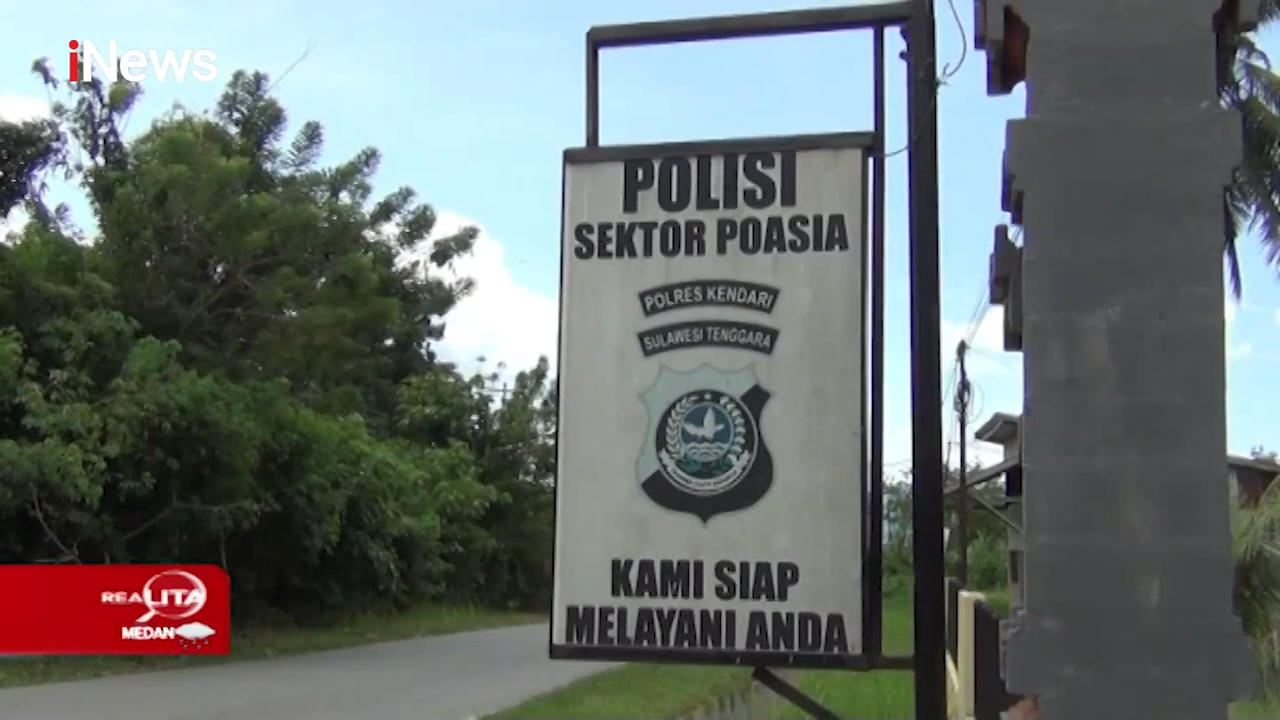 iNews
POLISI
SEKTOR POASIA
POLRES KENDARI
SULAWESI TENGGARA
KAMI SIAP
MELAYANI ANDA
REALITA
MEDAN